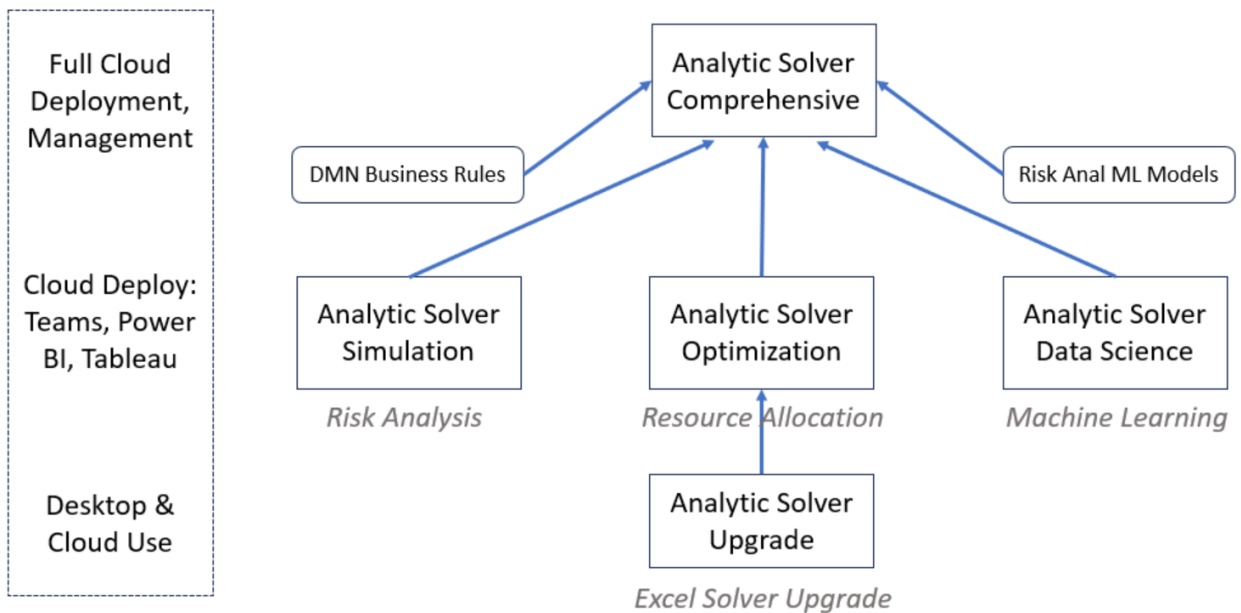 Full Cloud
Deployment,
Management
Analytic Solver
Comprehensive
DMN Business Rules
Risk Anal ML Models
Cloud Deploy:
Teams, Power
BI, Tableau
Analytic Solver
Simulation
Risk Analysis
Analytic Solver
Optimization
Resource Allocation
Analytic Solver
Data Science
Machine Learning
Desktop &
Cloud Use
Analytic Solver
Upgrade
Excel Solver Upgrade